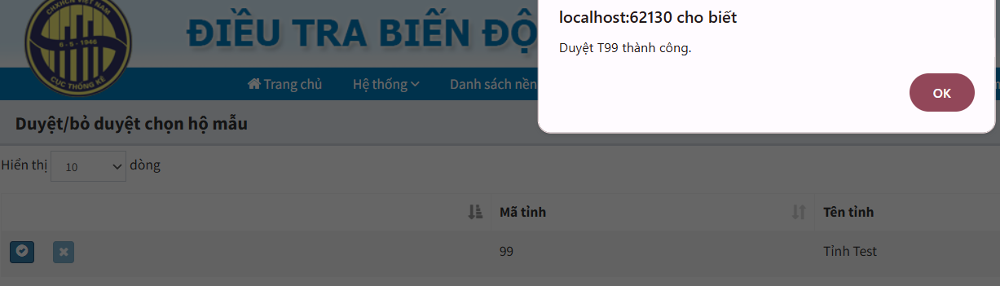 CHXHCN VIỆT NAM
6 - 5 - 1946
CỤC THỐNG KÊ
ĐIỀU TRA BIẾN ĐỘ
localhost:62130 cho biết
Duyệt T99 thành công.
OK
Trang chủ Hệ thống Danh sách nền
Duyệt/bỏ duyệt chọn hộ mẫu
Hiển thị 10 dòng
Mã tỉnh Tên tỉnh
99 Tỉnh Test